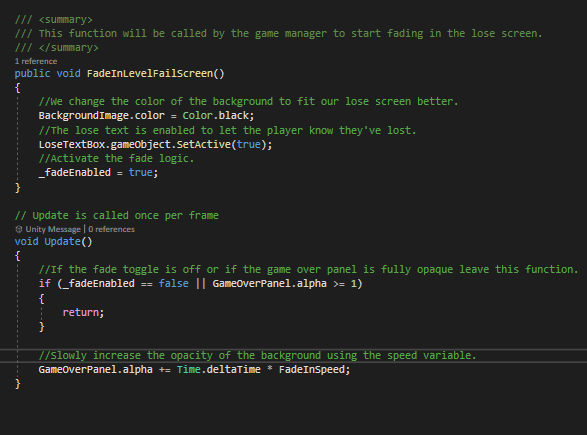 /// <summary>
/// This function will be called by the game manager to start fading in the lose screen.
/// </summary>
1 reference
public void FadeInLevelFailScreen()
{
//We change the color of the background to fit our lose screen better.
BackgroundImage.color = Color.black;
//The lose text is enabled to let the player know they've lost.
LoseTextBox.gameObject.SetActive(true);
//Activate the fade logic.
_fadeEnabled = true;
}
// Update is called once per frame
Unity Message | 0 references
void Update()
{
//If the fade toggle is off or if the game over panel is fully opaque leave this function.
if (_fadeEnabled == false || GameOverPanel.alpha >= 1)
{
return;
}
//Slowly increase the opacity of the background using the speed variable.
GameOverPanel.alpha += Time.deltaTime * FadeInSpeed;
}